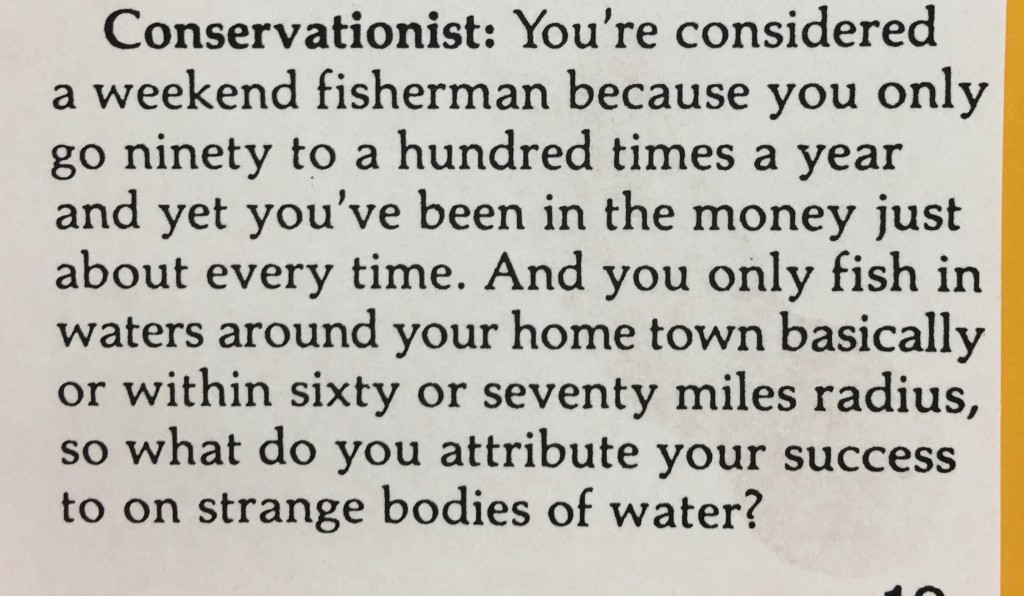 Conservationist: You're considered
a weekend fisherman because you only
go ninety to a hundred times a year
and yet you've been in the money just
about every time. And you only fish in
waters around your home town basically
or within sixty or seventy miles radius,
so what do you attribute your success
to on strange bodies of water?